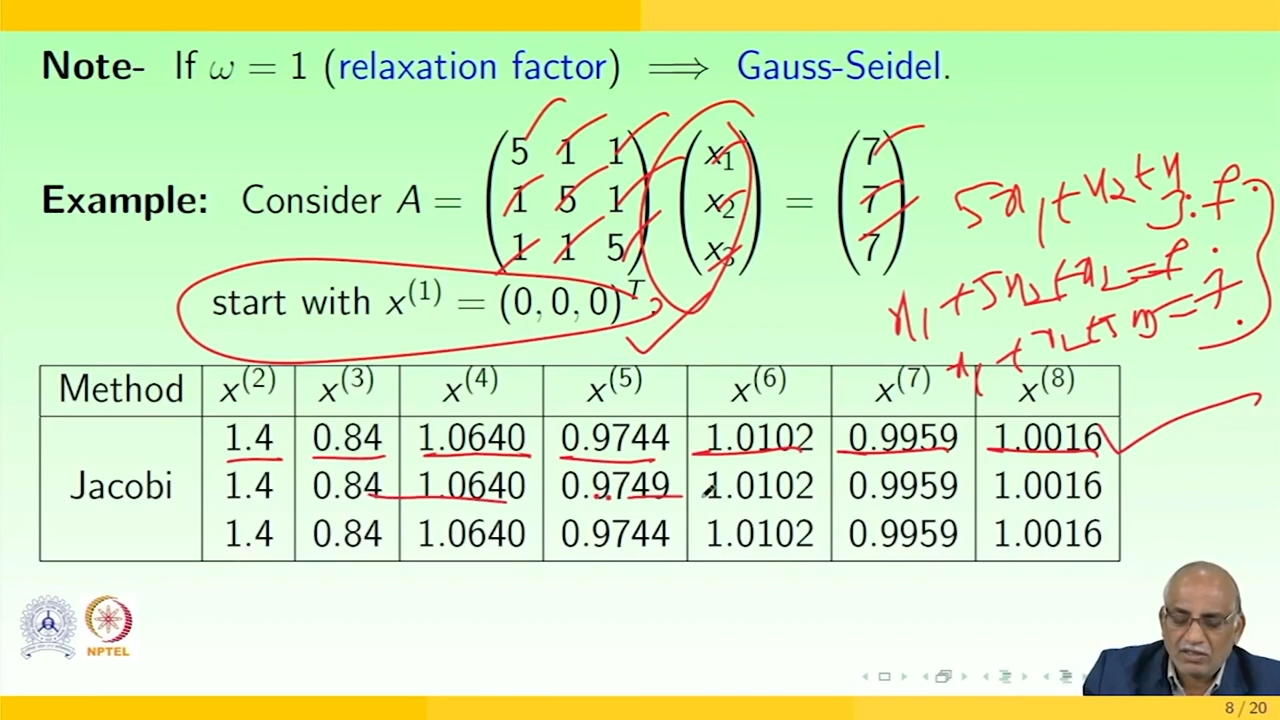 Note- If ω = 1 (relaxation factor) ⟹ Gauss-Seidel.
Example: Consider A = (5 1 1; 1 5 1; 1 1 5) (x₁; x₂; x₃) = (7; 7; 7)
start with x⁽¹⁾ = (0, 0, 0)ᵀ.
Method x⁽²⁾ x⁽³⁾ x⁽⁴⁾ x⁽⁵⁾ x⁽⁶⁾ x⁽⁷⁾ x⁽⁸⁾
1.4 0.84 1.0640 0.9744 1.0102 0.9959 1.0016
Jacobi 1.4 0.84 1.0640 0.9749 1.0102 0.9959 1.0016
1.4 0.84 1.0640 0.9744 1.0102 0.9959 1.0016
NPTEL
8 / 20